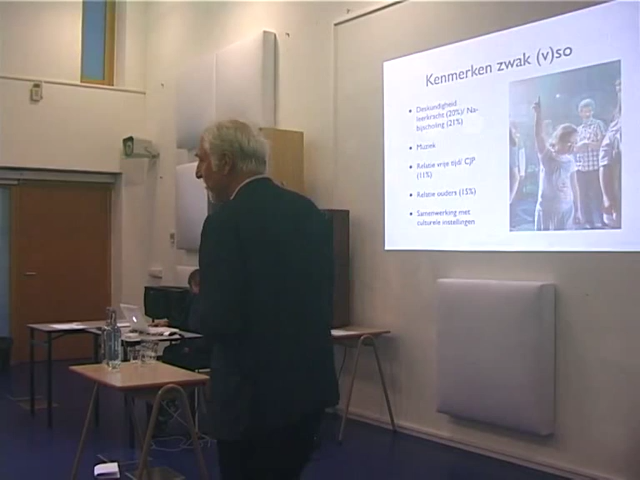 Kenmerken zwak (v)so
• Deskundigheid
leerkracht (20%)/ Na-
bijscholing (21%)
• Muziek
• Relatie vrije tijd/ CJP
(11%)
• Relatie ouders (15%)
• Samenwerking met
culturele instellingen